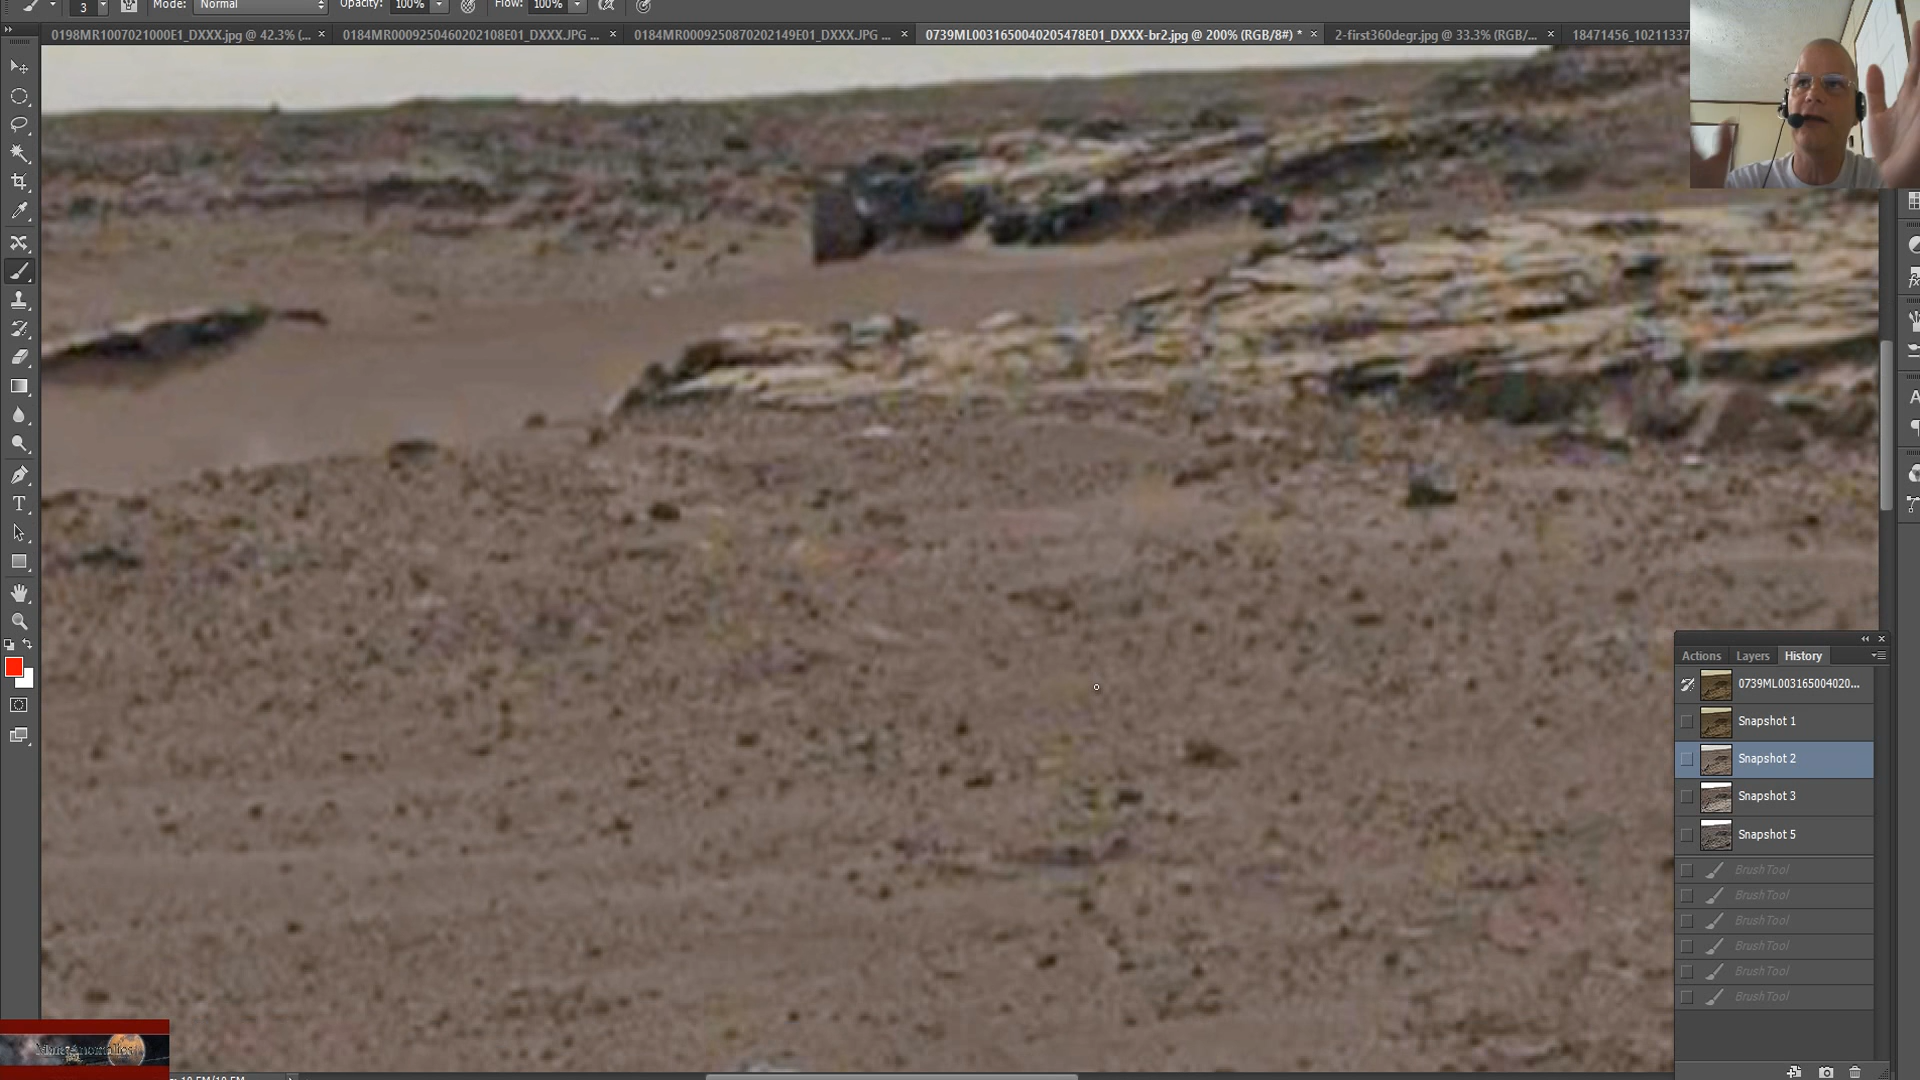 3 Mode: Normal Opacity: 100% Flow: 100%
0198MR1007021000E1_DXXX.jpg @ 42.3% (... × 0184MR0009250460202108E01_DXXX.JPG ... × 0184MR0009250870202149E01_DXXX.JPG ... × 0739ML0031650040205478E01_DXXX-br2.jpg @ 200% (RGB/8#) * × 2-first360degr.jpg @ 33.3% (RGB/... × 18471456_10211337
Actions Layers History
0739ML003165004020...
Snapshot 1
Snapshot 2
Snapshot 3
Snapshot 5
Brush Tool
Brush Tool
Brush Tool
Brush Tool
Brush Tool
Brush Tool